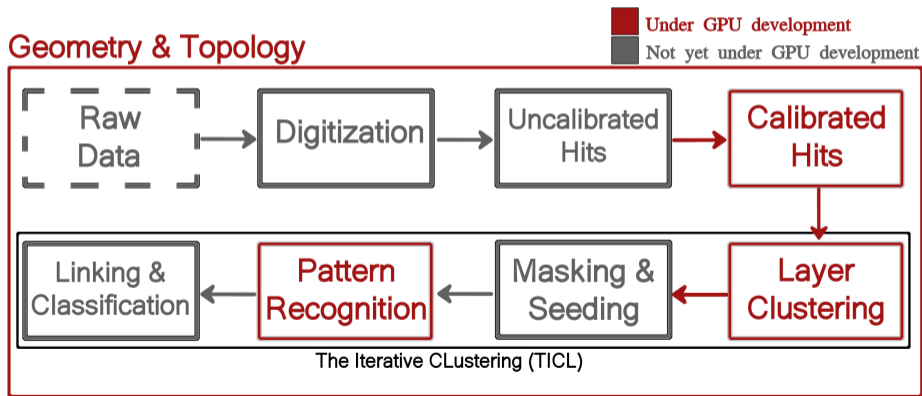 Under GPU development
Not yet under GPU development
Geometry & Topology
Raw
Data
Digitization
Uncalibrated
Hits
Calibrated
Hits
Linking &
Classification
Pattern
Recognition
Masking &
Seeding
Layer
Clustering
The Iterative CLustering (TICL)